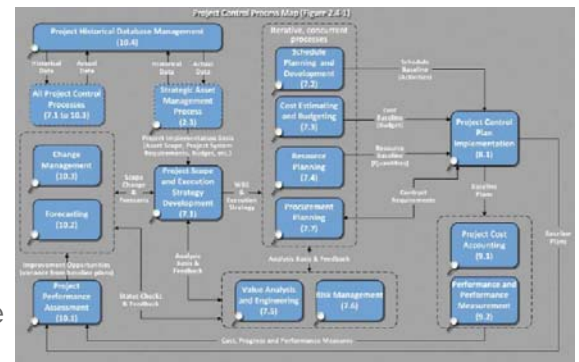 Project Control Process Map (Figure 2.4-1)
Project Historical Database Management
(10.4)
Historical
Data
Actual
Data
Historical
Data
Actual
Data
All Project Control
Processes
(7.1 to 10.3)
Strategic Asset
Management
Process
(2.3)
Project Implementation Basis
(Asset Scope, Project System
Requirements, Budget, etc.)
Iterative, concurrent
processes
Schedule
Planning and
Development
(7.2)
Cost Estimating
and Budgeting
(7.3)
Resource
Planning
(7.4)
Procurement
Planning
(7.7)
Schedule
Baseline
(Activities)
Cost
Baseline
(Budget)
Resource
Baseline
(Quantities)
Contract
Requirements
Project Control
Plan
Implementation
(8.1)
Change
Management
(10.3)
Forecasting
(10.2)
Scope
Change &
Forecasts
Project Scope
and Execution
Strategy
Development
(7.1)
WBS
& Execution
Strategy
Baseline
Plans
Baseline
Plans
Improvement Opportunities
(variance from baseline plans)
Analysis
Basis &
Feedback
Analysis Basis & Feedback
Status Checks
& Feedback
Value Analysis
and Engineering
(7.5)
Risk Management
(7.6)
Project Cost
Accounting
(9.1)
Performance and
Performance
Measurement
(9.2)
Project
Performance
Assessment
(10.1)
Cost, Progress and Performance Measures